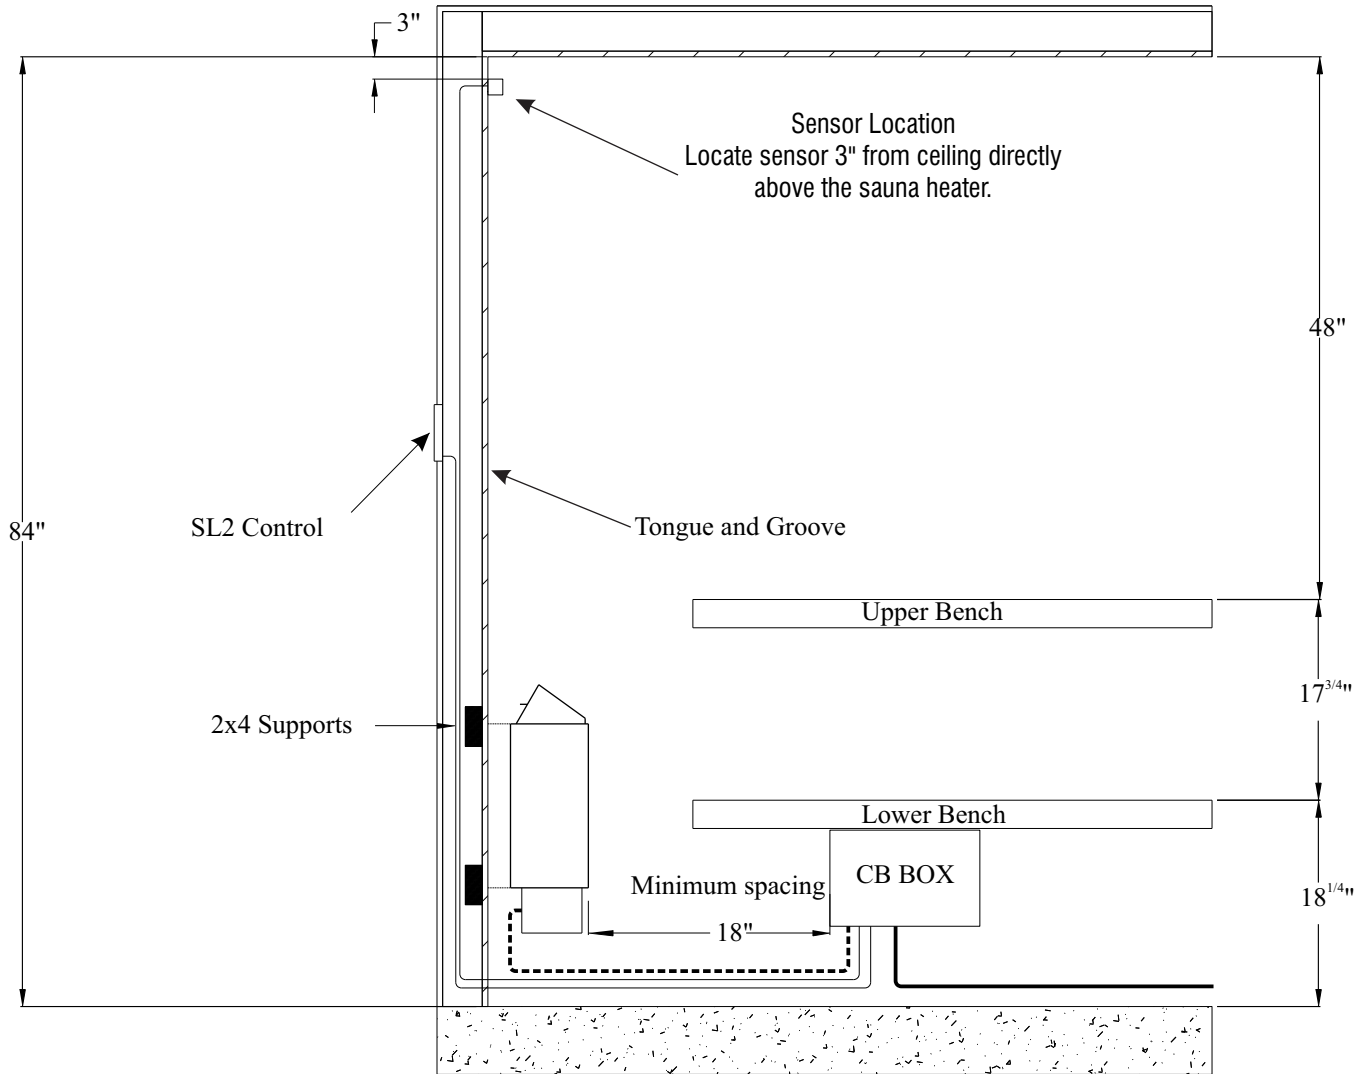 3"
Sensor Location
Locate sensor 3" from ceiling directly
above the sauna heater.
48"
84"
SL2 Control
Tongue and Groove
Upper Bench
17 3/4"
2x4 Supports
Lower Bench
CB BOX
Minimum spacing
18 1/4"
18"